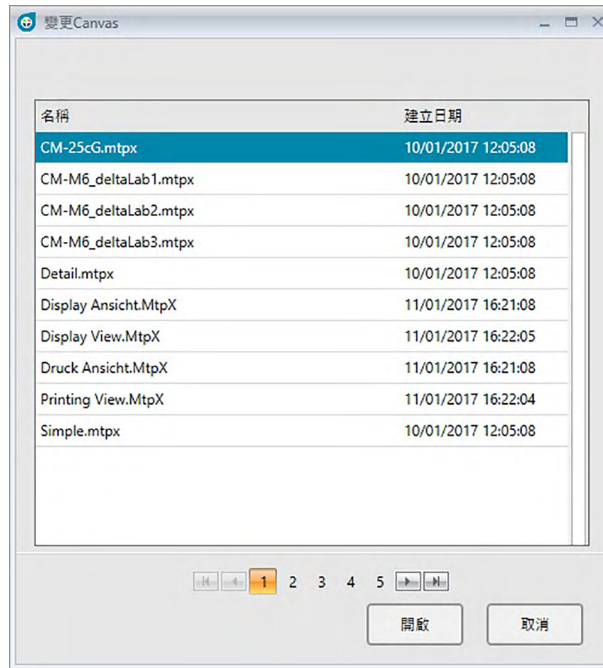 變更Canvas
名稱 建立日期
CM-25cG.mtpx 10/01/2017 12:05:08
CM-M6_deltaLab1.mtpx 10/01/2017 12:05:08
CM-M6_deltaLab2.mtpx 10/01/2017 12:05:08
CM-M6_deltaLab3.mtpx 10/01/2017 12:05:08
Detail.mtpx 10/01/2017 12:05:08
Display Ansicht.MtpX 11/01/2017 16:21:08
Display View.MtpX 11/01/2017 16:22:05
Druck Ansicht.MtpX 11/01/2017 16:21:08
Printing View.MtpX 11/01/2017 16:22:04
Simple.mtpx 10/01/2017 12:05:08
1 2 3 4 5
開啟 取消